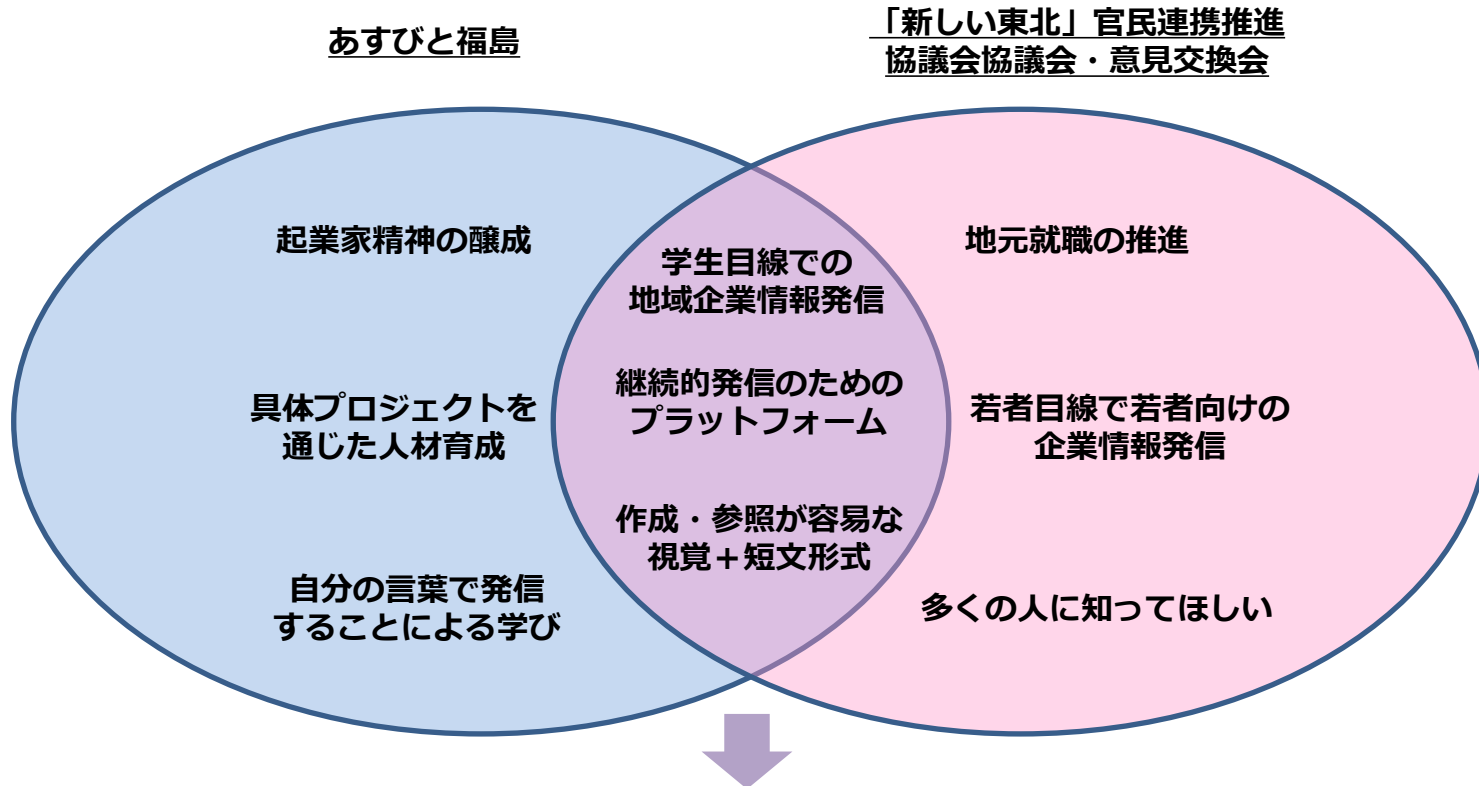 あすびと福島
「新しい東北」官民連携推進
協議会協議会・意見交換会
起業家精神の醸成
具体プロジェクトを
通じた人材育成
自分の言葉で発信
することによる学び
学生目線での
地域企業情報発信
継続的発信のための
プラットフォーム
作成・参照が容易な
視覚＋短文形式
地元就職の推進
若者目線で若者向けの
企業情報発信
多くの人に知ってほしい